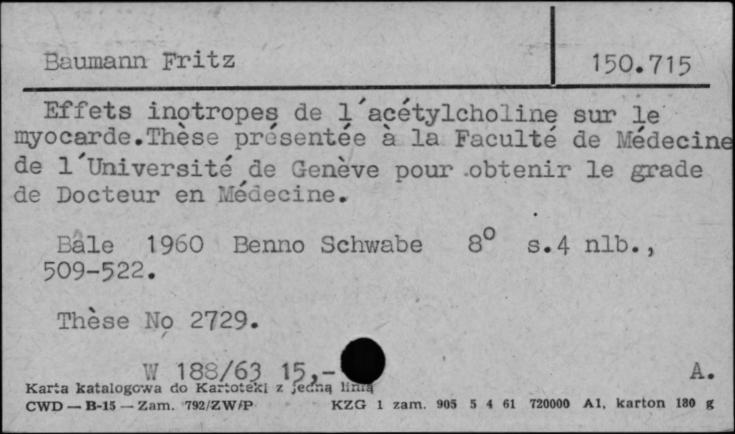 Baumann Fritz
150.715
Effets inotropes de l'acétylcholine sur le
myocarde.Thèse présentée à la Faculté de Médecine
de l'Université de Genève pour obtenir le grade
de Docteur en Médecine.
Bâle 1960 Benno Schwabe 8° s.4 nlb.,
509-522.
Thèse No 2729.
W 188/63 15,- A.
Karta katalogowa do Kartoteki z jedną linią
CWD — B-15 — Zam. 792/ZW/P KZG 1 zam. 905 5 4 61 720000 A1, karton 180 g